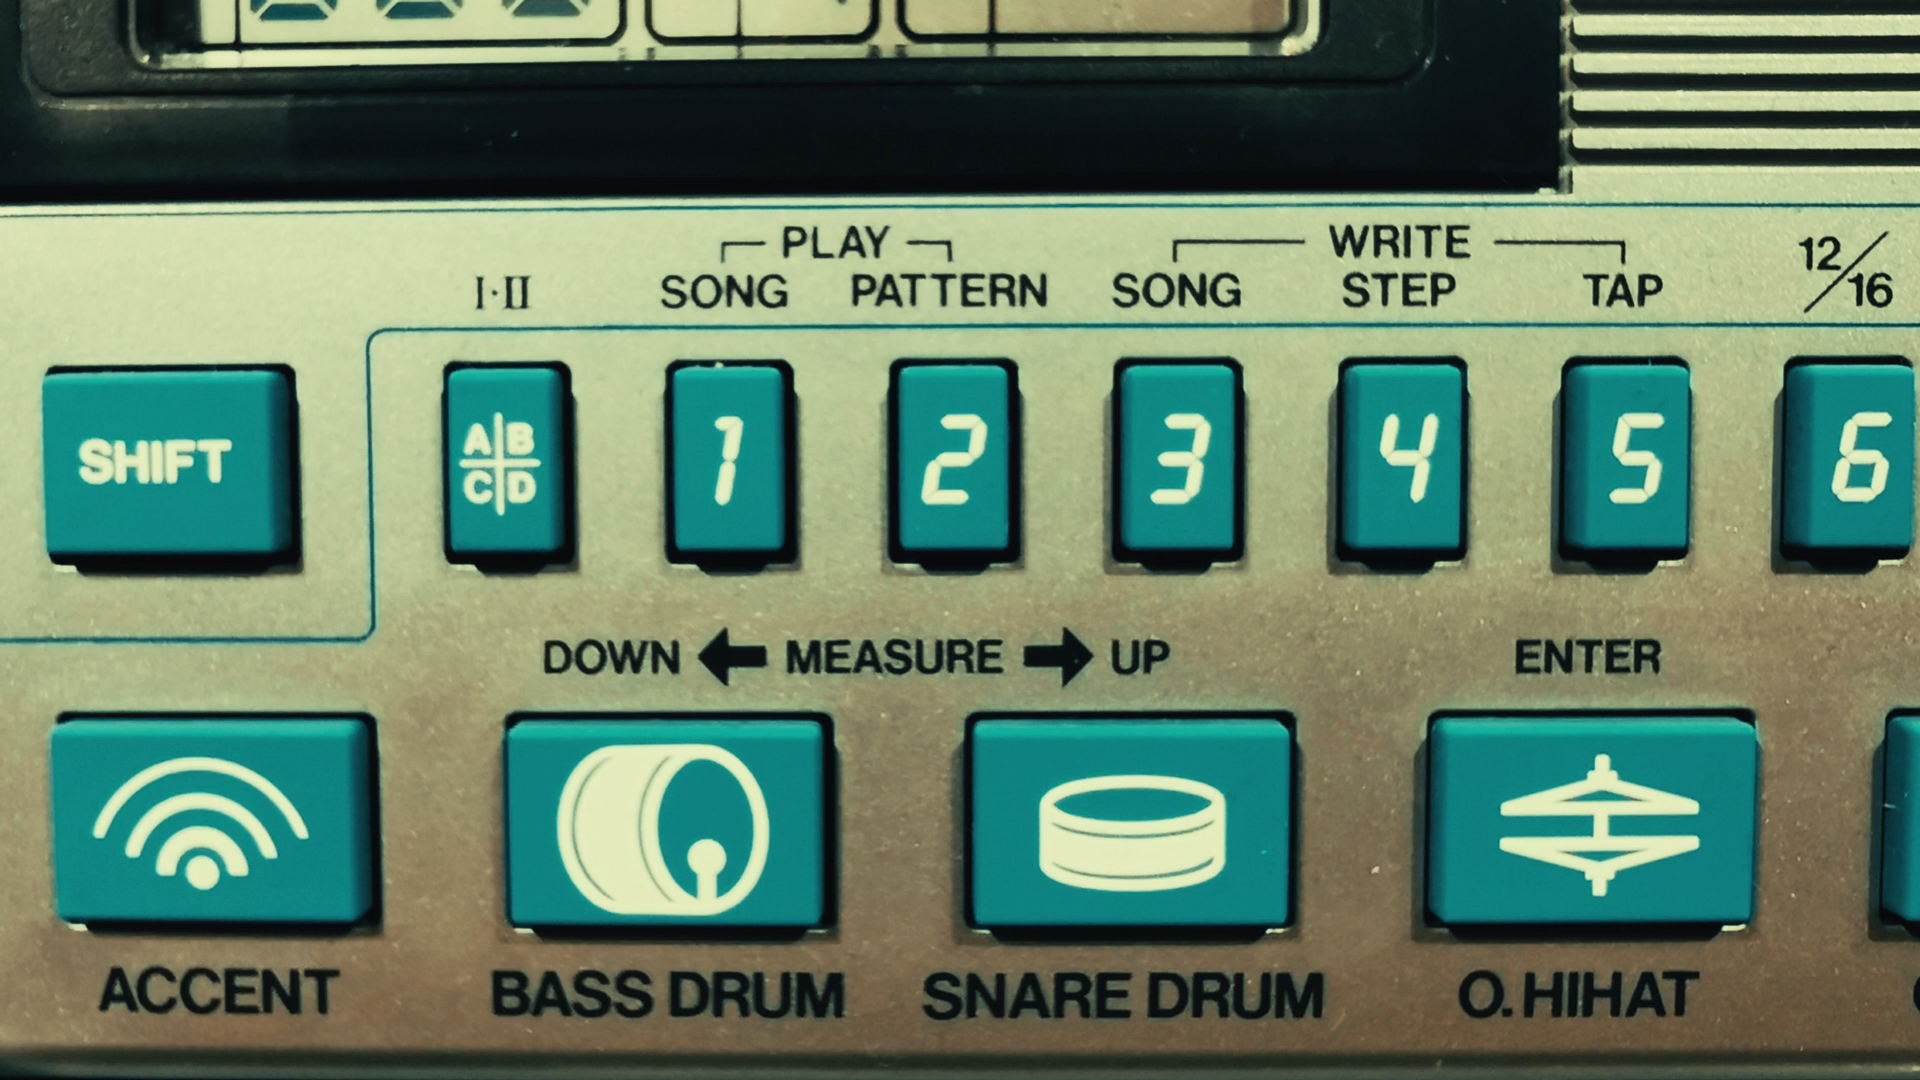 PLAY WRITE
I·II SONG PATTERN SONG STEP TAP 12/16
SHIFT A B C D 1 2 3 4 5 6
DOWN MEASURE UP ENTER
ACCENT BASS DRUM SNARE DRUM O.HIHAT